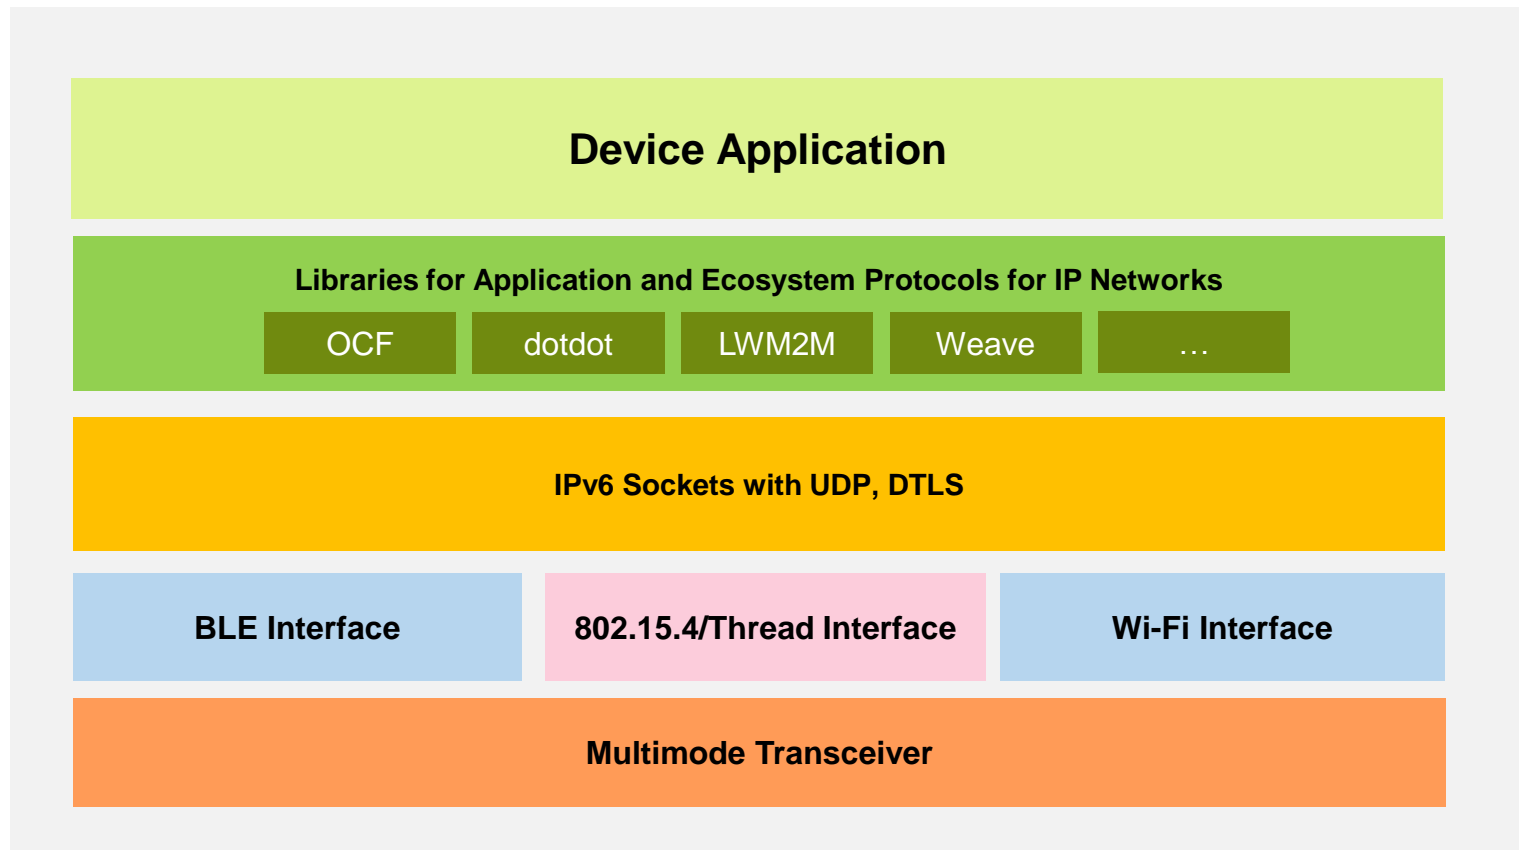 Device Application
Libraries for Application and Ecosystem Protocols for IP Networks
OCF
dotdot
LWM2M
Weave
…
IPv6 Sockets with UDP, DTLS
BLE Interface
802.15.4/Thread Interface
Wi-Fi Interface
Multimode Transceiver